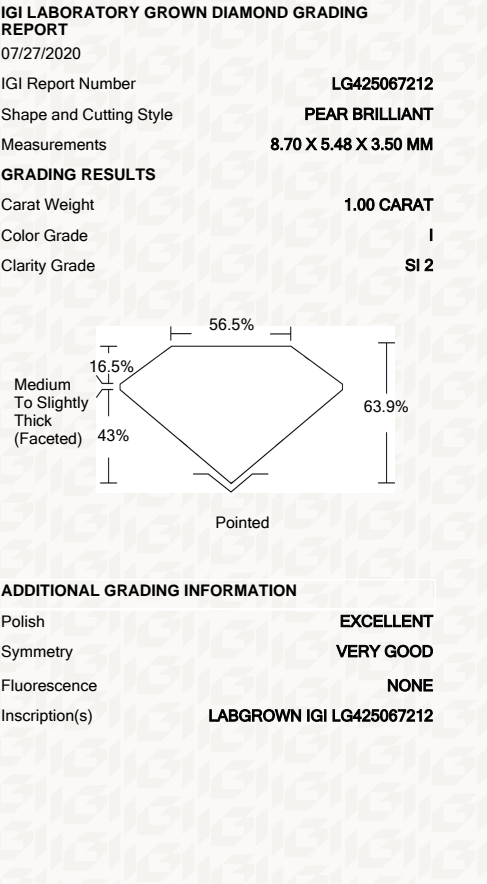 IGI LABORATORY GROWN DIAMOND GRADING
REPORT
07/27/2020
IGI Report Number LG425067212
Shape and Cutting Style PEAR BRILLIANT
Measurements 8.70 X 5.48 X 3.50 MM
GRADING RESULTS
Carat Weight 1.00 CARAT
Color Grade I
Clarity Grade SI 2
56.5%
16.5%
Medium
To Slightly
Thick
(Faceted)
43%
63.9%
Pointed
ADDITIONAL GRADING INFORMATION
Polish EXCELLENT
Symmetry VERY GOOD
Fluorescence NONE
Inscription(s) LABGROWN IGI LG425067212